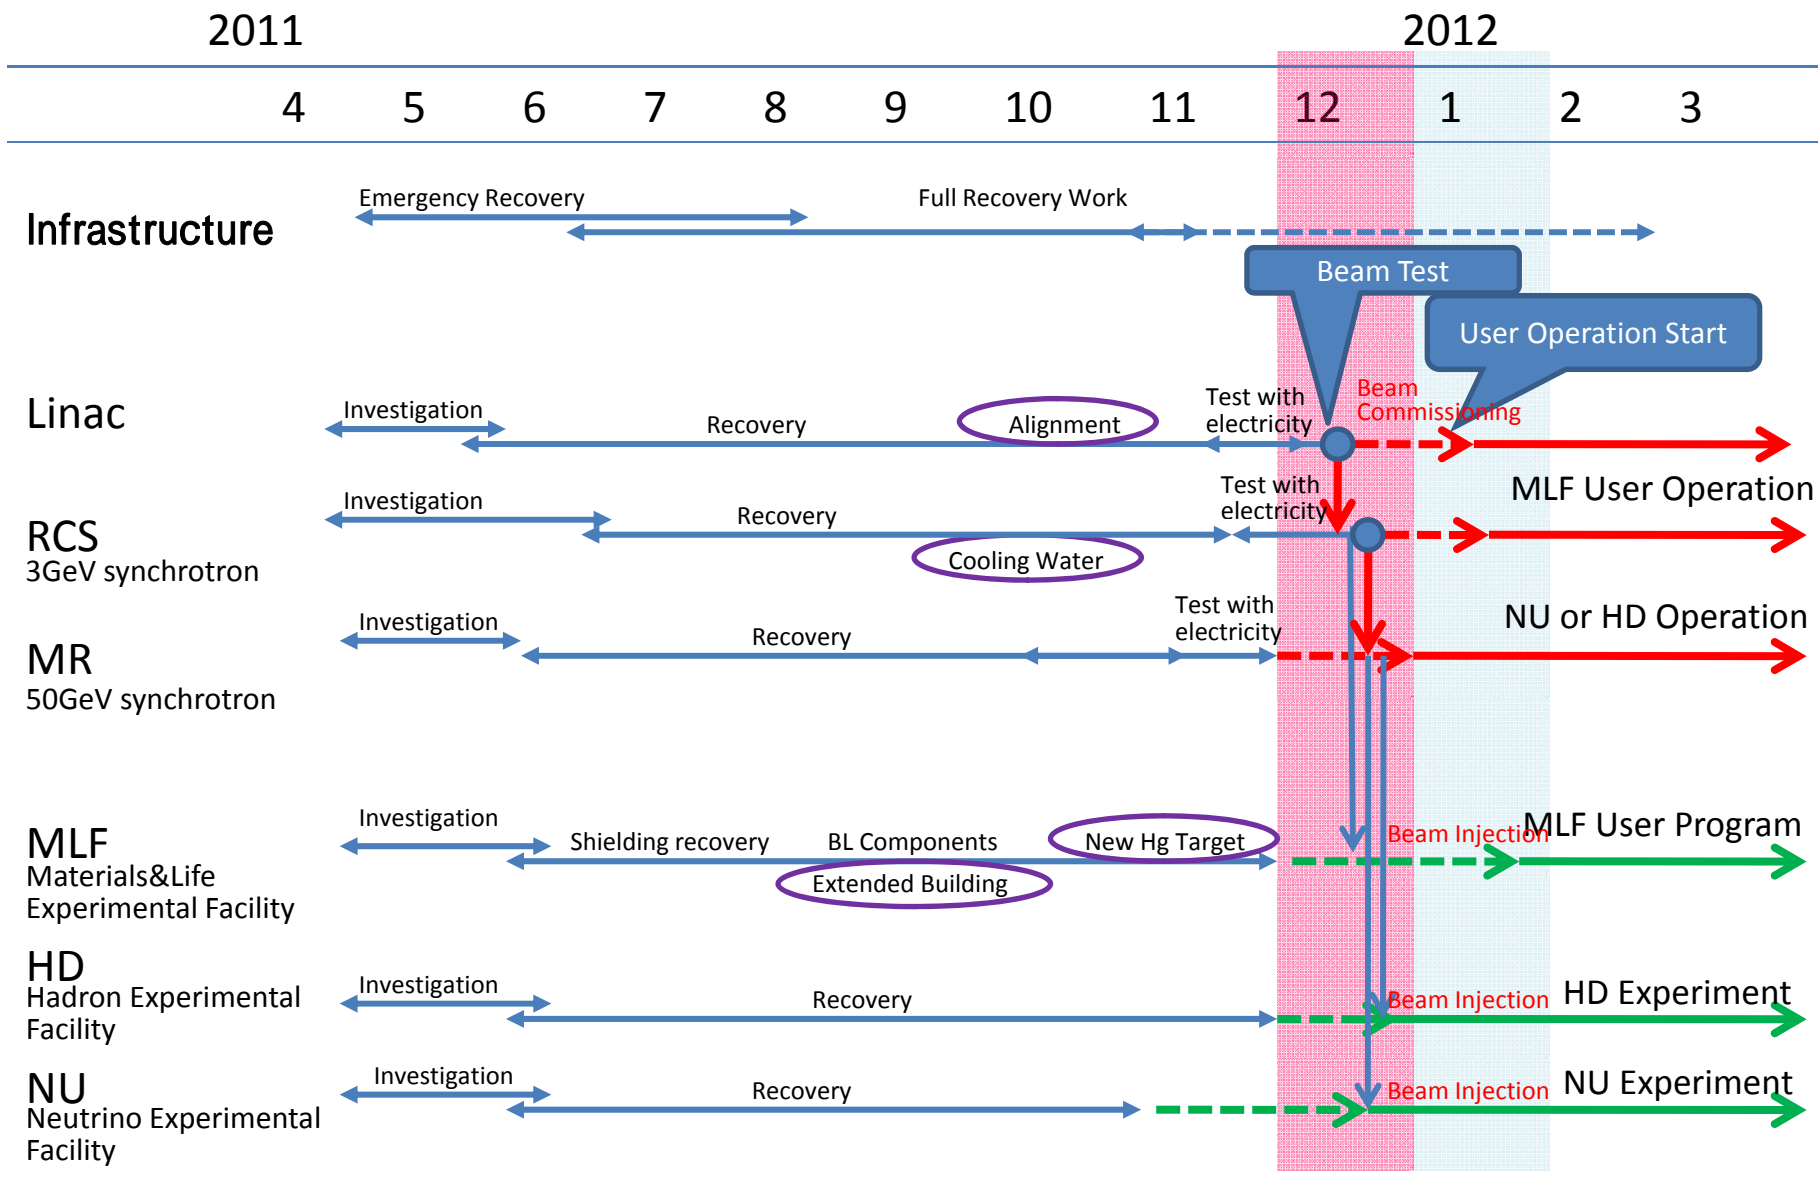 2011
2012
4 5 6 7 8 9 10 11 12 1 2 3
Infrastructure
Emergency Recovery
Full Recovery Work
Beam Test
User Operation Start
Linac
Investigation
Recovery
Alignment
Test with
electricity
Beam
Commissioning
MLF User Operation
RCS
3GeV synchrotron
Investigation
Recovery
Cooling Water
Test with
electricity
NU or HD Operation
MR
50GeV synchrotron
Investigation
Recovery
Test with
electricity
MLF
Materials&Life
Experimental Facility
Investigation
Shielding recovery
BL Components
New Hg Target
Extended Building
Beam Injection
MLF User Program
HD
Hadron Experimental
Facility
Investigation
Recovery
Beam Injection
HD Experiment
NU
Neutrino Experimental
Facility
Investigation
Recovery
Beam Injection
NU Experiment